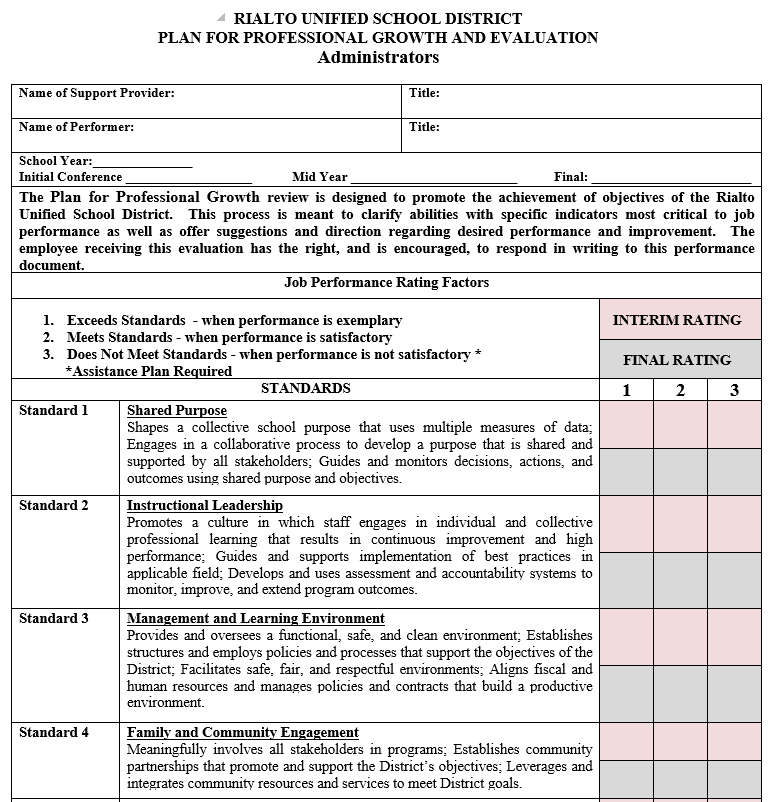 RIALTO UNIFIED SCHOOL DISTRICT
PLAN FOR PROFESSIONAL GROWTH AND EVALUATION
Administrators
Name of Support Provider:
Title:
Name of Performer:
Title:
School Year:_______________
Initial Conference ___________________ Mid Year _________________________ Final: ________________________
The Plan for Professional Growth review is designed to promote the achievement of objectives of the Rialto
Unified School District. This process is meant to clarify abilities with specific indicators most critical to job
performance as well as offer suggestions and direction regarding desired performance and improvement. The
employee receiving this evaluation has the right, and is encouraged, to respond in writing to this performance
document.
Job Performance Rating Factors
1. Exceeds Standards - when performance is exemplary
2. Meets Standards - when performance is satisfactory
3. Does Not Meet Standards - when performance is not satisfactory *
*Assistance Plan Required
INTERIM RATING
FINAL RATING
STANDARDS
1 2 3
Standard 1
Shared Purpose
Shapes a collective school purpose that uses multiple measures of data;
Engages in a collaborative process to develop a purpose that is shared and
supported by all stakeholders; Guides and monitors decisions, actions, and
outcomes using shared purpose and objectives.
Standard 2
Instructional Leadership
Promotes a culture in which staff engages in individual and collective
professional learning that results in continuous improvement and high
performance; Guides and supports implementation of best practices in
applicable field; Develops and uses assessment and accountability systems to
monitor, improve, and extend program outcomes.
Standard 3
Management and Learning Environment
Provides and oversees a functional, safe, and clean environment; Establishes
structures and employs policies and processes that support the objectives of the
District; Facilitates safe, fair, and respectful environments; Aligns fiscal and
human resources and manages policies and contracts that build a productive
environment.
Standard 4
Family and Community Engagement
Meaningfully involves all stakeholders in programs; Establishes community
partnerships that promote and support the District's objectives; Leverages and
integrates community resources and services to meet District goals.